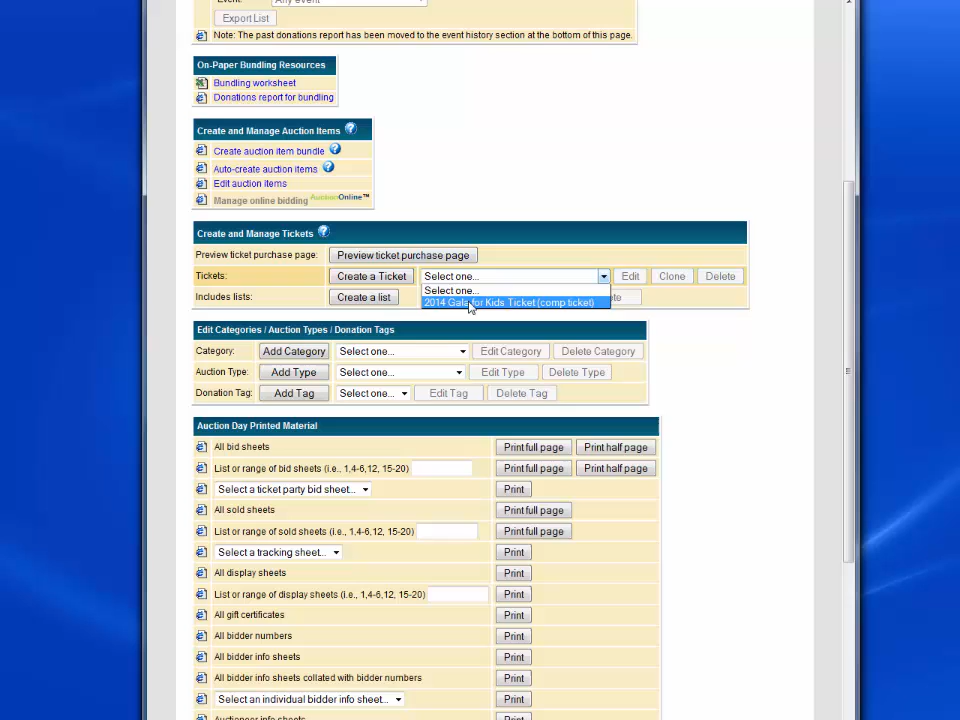 Event: Any event
Export List
Note: The past donations report has been moved to the event history section at the bottom of this page.
On-Paper Bundling Resources
Bundling worksheet
Donations report for bundling
Create and Manage Auction Items
Create auction item bundle
Auto-create auction items
Edit auction items
Manage online bidding AuctionOnline™
Create and Manage Tickets
Preview ticket purchase page: Preview ticket purchase page
Tickets: Create a Ticket Select one... Edit Clone Delete
Select one...
Includes lists: Create a list 2014 Gala for Kids Ticket (comp ticket)
Edit Categories / Auction Types / Donation Tags
Category: Add Category Select one... Edit Category Delete Category
Auction Type: Add Type Select one... Edit Type Delete Type
Donation Tag: Add Tag Select one... Edit Tag Delete Tag
Auction Day Printed Material
All bid sheets Print full page Print half page
List or range of bid sheets (i.e., 1,4-6,12, 15-20) Print full page Print half page
Select a ticket party bid sheet... Print
All sold sheets Print full page
List or range of sold sheets (i.e., 1,4-6,12, 15-20) Print full page
Select a tracking sheet... Print
All display sheets Print
List or range of display sheets (i.e., 1,4-6,12, 15-20) Print
All gift certificates Print
All bidder numbers Print
All bidder info sheets Print
All bidder info sheets collated with bidder numbers Print
Select an individual bidder info sheet... Print
Auctioneer info sheets